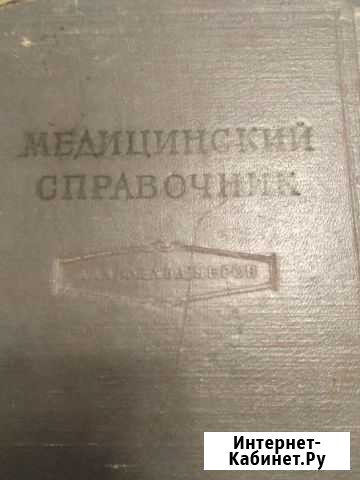 МЕДИЦИНСКИЙ
СПРАВОЧНИК
Интернет-
Кабинет.Ру